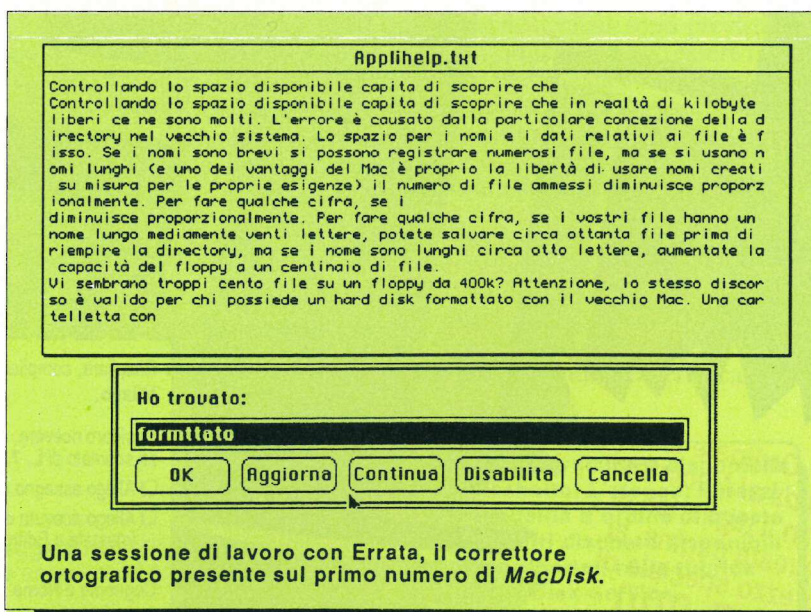 Applihelp.txt
Controllando lo spazio disponibile capita di scoprire che
Controllando lo spazio disponibile capita di scoprire che in realtà di kilobyte
liberi ce ne sono molti. L'errore è causato dalla particolare concezione della d
irectory nel vecchio sistema. Lo spazio per i nomi e i dati relativi ai file è f
isso. Se i nomi sono brevi si possono registrare numerosi file, ma se si usano n
omi lunghi (e uno dei vantaggi del Mac è proprio la libertà di usare nomi creati
su misura per le proprie esigenze) il numero di file ammessi diminuisce proporz
ionalmente. Per fare qualche cifra, se i
diminuisce proporzionalmente. Per fare qualche cifra, se i vostri file hanno un
nome lungo mediamente venti lettere, potete salvare circa ottanta file prima di
riempire la directory, ma se i nome sono lunghi circa otto lettere, aumentate la
capacità del floppy a un centinaio di file.
Vi sembrano troppi cento file su un floppy da 400k? Attenzione, lo stesso discor
so è valido per chi possiede un hard disk formattato con il vecchio Mac. Una car
telletta con
Ho trovato:
formttato
OK Aggiorna Continua Disabilita Cancella
Una sessione di lavoro con Errata, il correttore
ortografico presente sul primo numero di MacDisk.